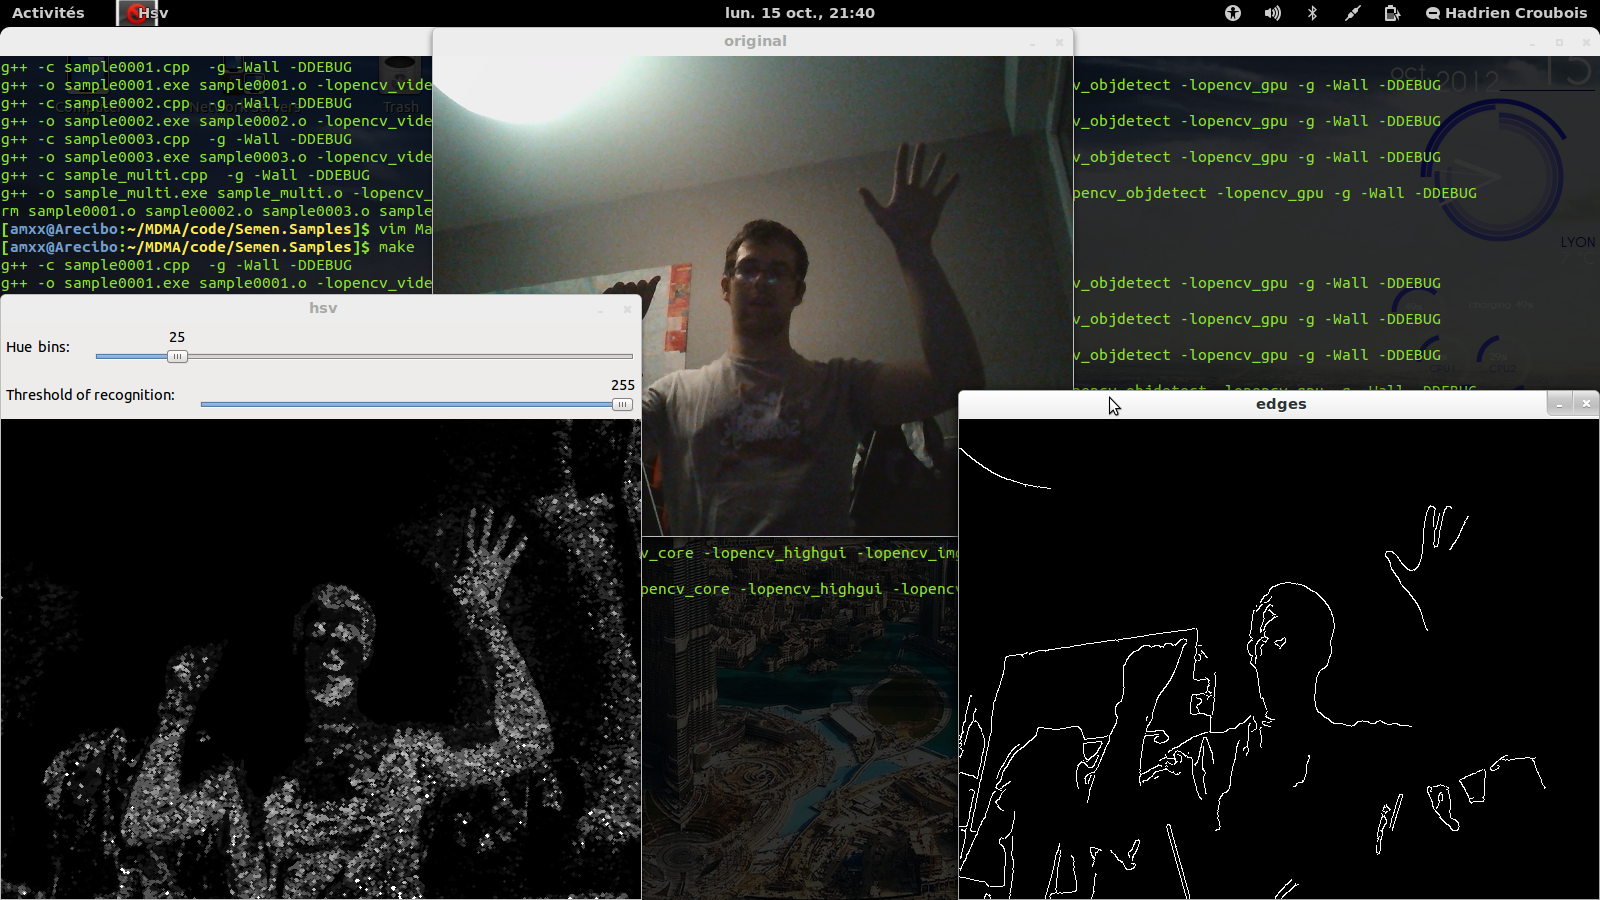 Activités Hsv lun. 15 oct., 21:40 Hadrien Croubois
original
g++ -c sample0001.cpp -g -Wall -DDEBUG
g++ -o sample0001.exe sample0001.o -lopencv_vide v_objdetect -lopencv_gpu -g -Wall -DDEBUG
g++ -c sample0002.cpp -g -Wall -DDEBUG
g++ -o sample0002.exe sample0002.o -lopencv_vide v_objdetect -lopencv_gpu -g -Wall -DDEBUG
g++ -c sample0003.cpp -g -Wall -DDEBUG
g++ -o sample0003.exe sample0003.o -lopencv_vide v_objdetect -lopencv_gpu -g -Wall -DDEBUG
g++ -c sample_multi.cpp -g -Wall -DDEBUG
g++ -o sample_multi.exe sample_multi.o -lopencv_ pencv_objdetect -lopencv_gpu -g -Wall -DDEBUG
rm sample0001.o sample0002.o sample0003.o sample
[amxx@Arecibo:~/MDMA/code/Semen.Samples]$ vim Ma
[amxx@Arecibo:~/MDMA/code/Semen.Samples]$ make
g++ -c sample0001.cpp -g -Wall -DDEBUG
g++ -o sample0001.exe sample0001.o -lopencv_vide v_objdetect -lopencv_gpu -g -Wall -DDEBUG
v_objdetect -lopencv_gpu -g -Wall -DDEBUG
v_objdetect -lopencv_gpu -g -Wall -DDEBUG
oct. 2012 15
Trash
LYON
hsv
Hue bins: 25
Threshold of recognition: 255
edges
v_core -lopencv_highgui -lopencv_im
pencv_core -lopencv_highgui -lopenc